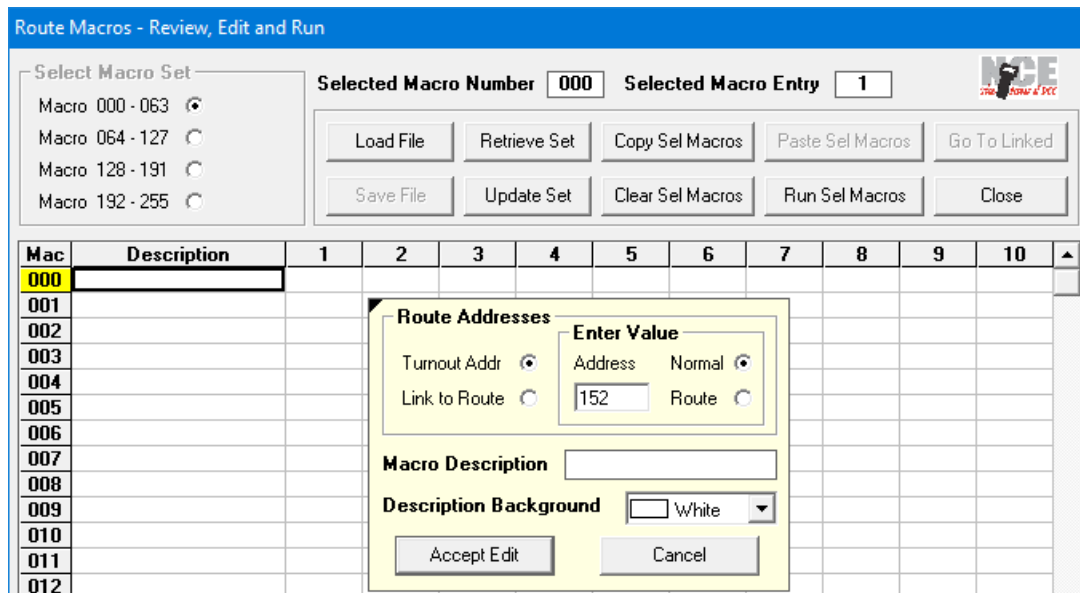 Route Macros - Review, Edit and Run
Select Macro Set
Macro 000 - 063
Macro 064 - 127
Macro 128 - 191
Macro 192 - 255
Selected Macro Number 000 Selected Macro Entry 1
NCE
Load File Retrieve Set Copy Sel Macros Paste Sel Macros Go To Linked
Save File Update Set Clear Sel Macros Run Sel Macros Close
Mac Description 1 2 3 4 5 6 7 8 9 10
000
001
002
003
004
005
006
007
008
009
010
011
012
Route Addresses
Enter Value
Turnout Addr Address Normal
Link to Route 152 Route
Macro Description
Description Background White
Accept Edit Cancel